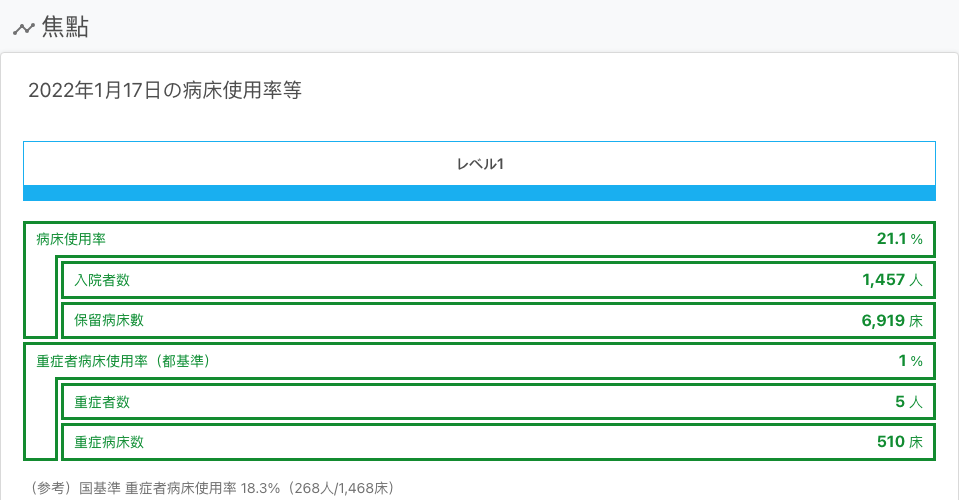 焦點
2022年1月17日の病床使用率等
レベル1
病床使用率 21.1 %
入院者数 1,457 人
保留病床數 6,919 床
重症者病床使用率（都基準） 1 %
重症者数 5 人
重症病床数 510 床
（参考）国基準 重症者病床使用率 18.3%（268人/1,468床）